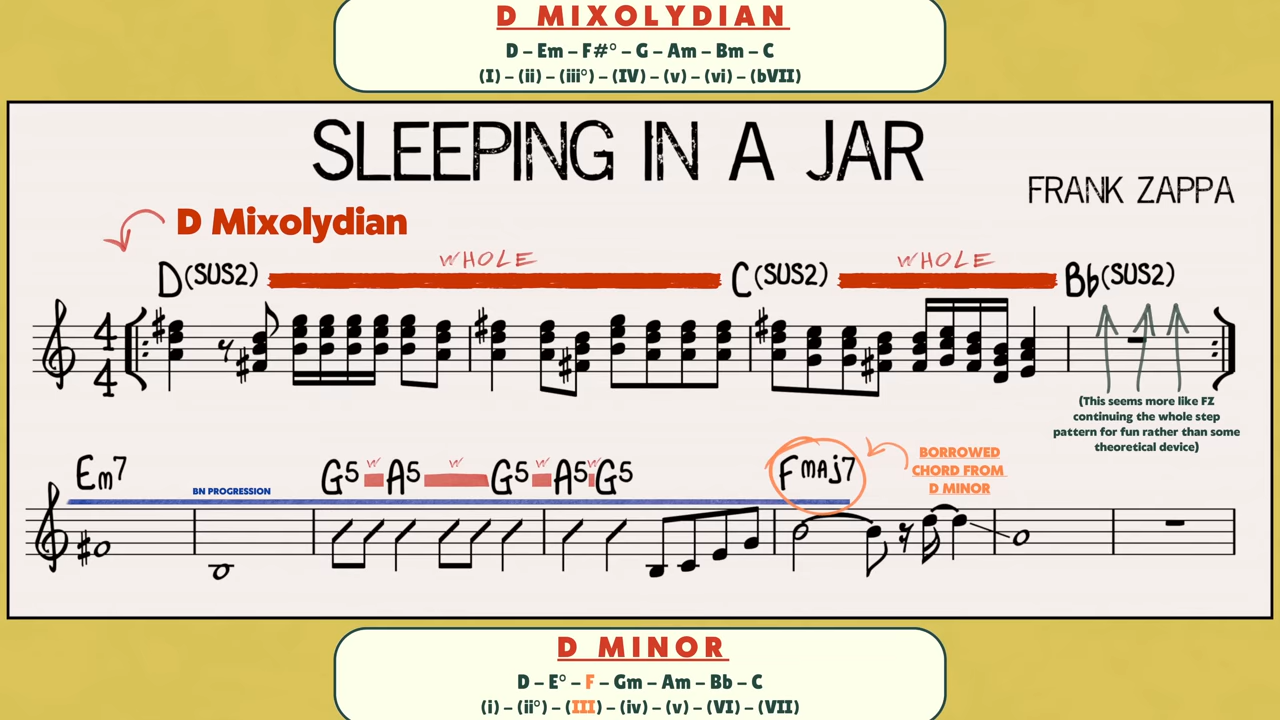 D MIXOLYDIAN
D – Em – F#° – G – Am – Bm – C
(I) – (ii) – (iii°) – (IV) – (v) – (vi) – (bVII)
SLEEPING IN A JAR
FRANK ZAPPA
D Mixolydian
WHOLE
WHOLE
D(SUS2)
C(SUS2)
Bb(SUS2)
4
4
(This seems more like FZ
continuing the whole step
pattern for fun rather than some
theoretical device)
Em7
BN PROGRESSION
G5 W A5 W G5 W A5 W G5
FMAJ7
BORROWED
CHORD FROM
D MINOR
D MINOR
D – E° – F – Gm – Am – Bb – C
(i) – (ii°) – (III) – (iv) – (v) – (VI) – (VII)